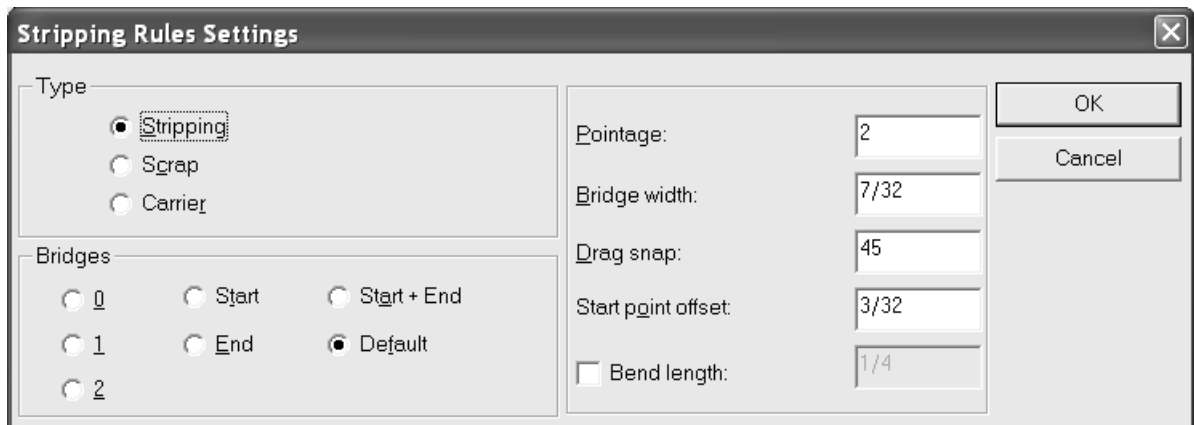 Stripping Rules Settings
Type
Stripping
Scrap
Carrier
Bridges
0
Start
Start + End
1
End
Default
2
Pointage:
2
Bridge width:
7/32
Drag snap:
45
Start point offset:
3/32
Bend length:
1/4
OK
Cancel